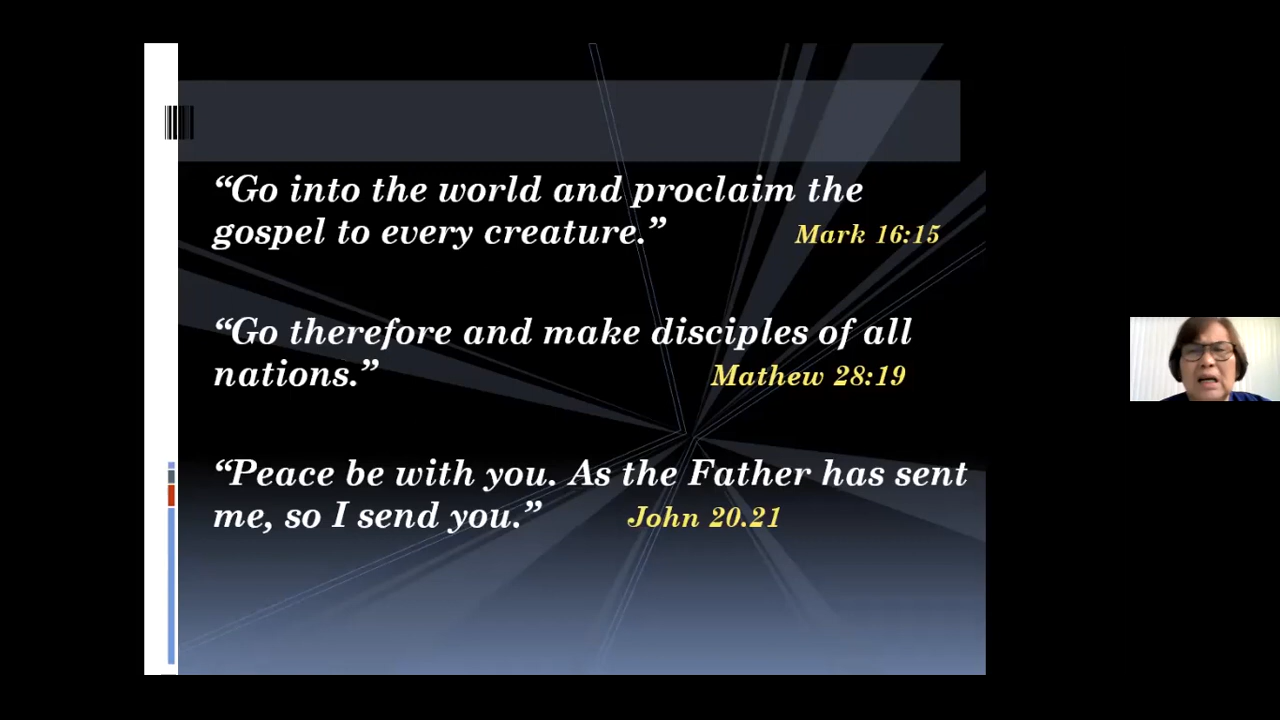 “Go into the world and proclaim the
gospel to every creature.” Mark 16:15
“Go therefore and make disciples of all
nations.” Mathew 28:19
“Peace be with you. As the Father has sent
me, so I send you.” John 20.21